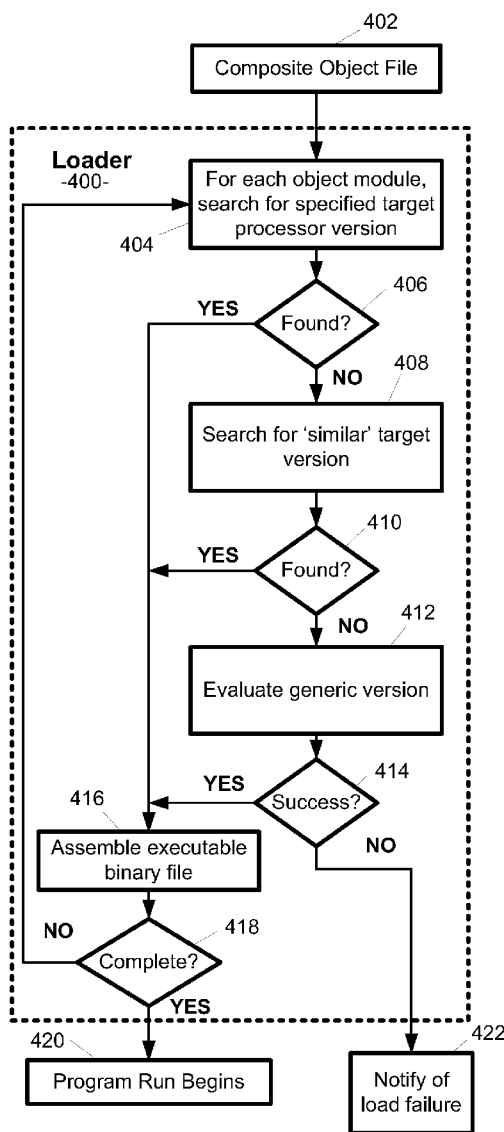 402
Composite Object File
Loader
-400-
For each object module,
search for specified target
processor version
404
406
YES
Found?
NO
408
Search for 'similar' target
version
410
YES
Found?
NO
412
Evaluate generic version
414
YES
Success?
NO
416
Assemble executable
binary file
418
NO
Complete?
YES
420
Program Run Begins
422
Notify of
load failure